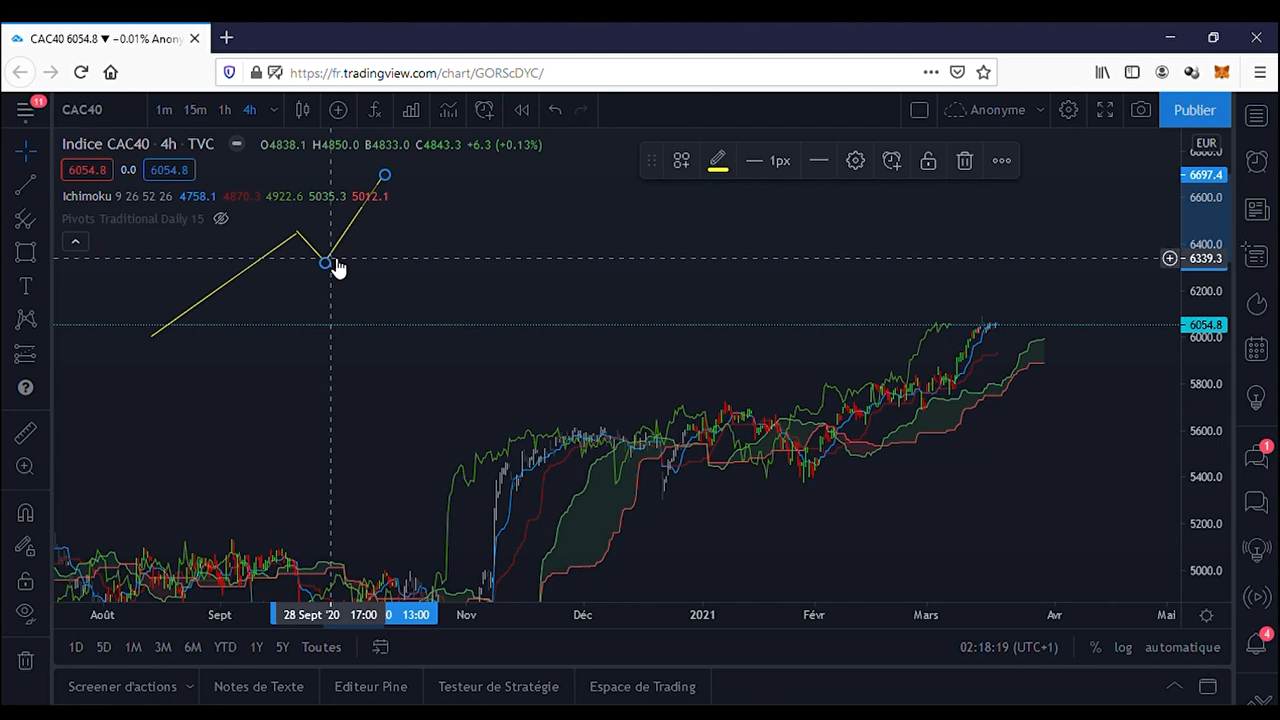 CAC40 6054.8 ▼ −0.01% Anony
https://fr.tradingview.com/chart/GORScDYC/
11
CAC40 1m 15m 1h 4h Anonyme Publier
Indice CAC40 · 4h · TVC O4838.1 H4850.0 B4833.0 C4843.3 +6.3 (+0.13%)
EUR
6054.8 0.0 6054.8
1px
6697.4
Ichimoku 9 26 52 26 4758.1 4870.3 4922.6 5035.3 5012.1
6600.0
Pivots Traditional Daily 15
6400.0
6339.3
6200.0
6054.8
6000.0
5800.0
5600.0
1
5400.0
5200.0
5000.0
Août Sept 28 Sept '20 17:00 0 13:00 Nov Déc 2021 Févr Mars Avr Mai
4
1D 5D 1M 3M 6M YTD 1Y 5Y Toutes 02:18:19 (UTC+1) % log automatique
Screener d'actions Notes de Texte Editeur Pine Testeur de Stratégie Espace de Trading